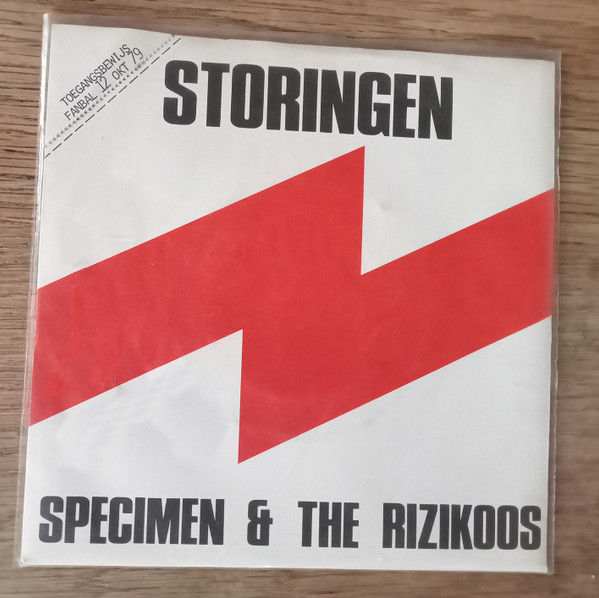 TOEGANGSBEWIJS
FANBAL 12 OKT 79
STORINGEN
SPECIMEN & THE RIZIKOOS